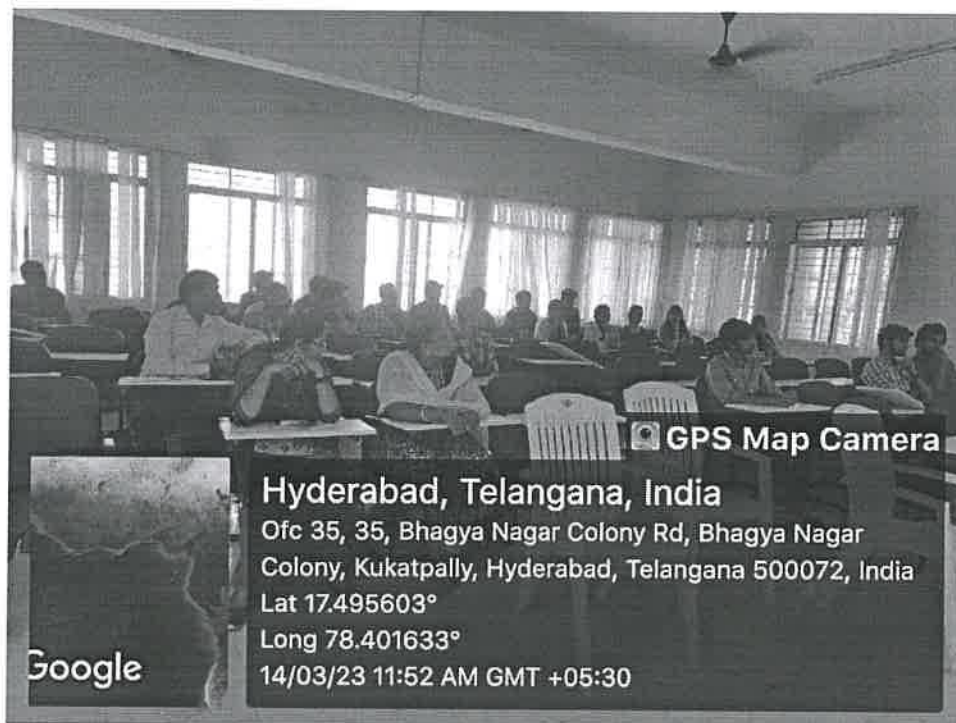 GPS Map Camera
Hyderabad, Telangana, India
Ofc 35, 35, Bhagya Nagar Colony Rd, Bhagya Nagar
Colony, Kukatpally, Hyderabad, Telangana 500072, India
Lat 17.495603°
Long 78.401633°
14/03/23 11:52 AM GMT +05:30
Google